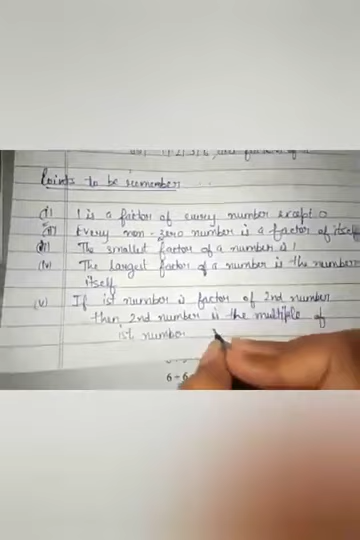 Points to be remember
(i) 1 is a factor of every number except 0
(ii) Every non-zero number is a factor of itself
(iii) The smallest factor of a number is 1
(iv) The largest factor of a number is the number
itself
(v) If 1st number is factor of 2nd number
then 2nd number is the multiple of
1st number
6 ÷ 6